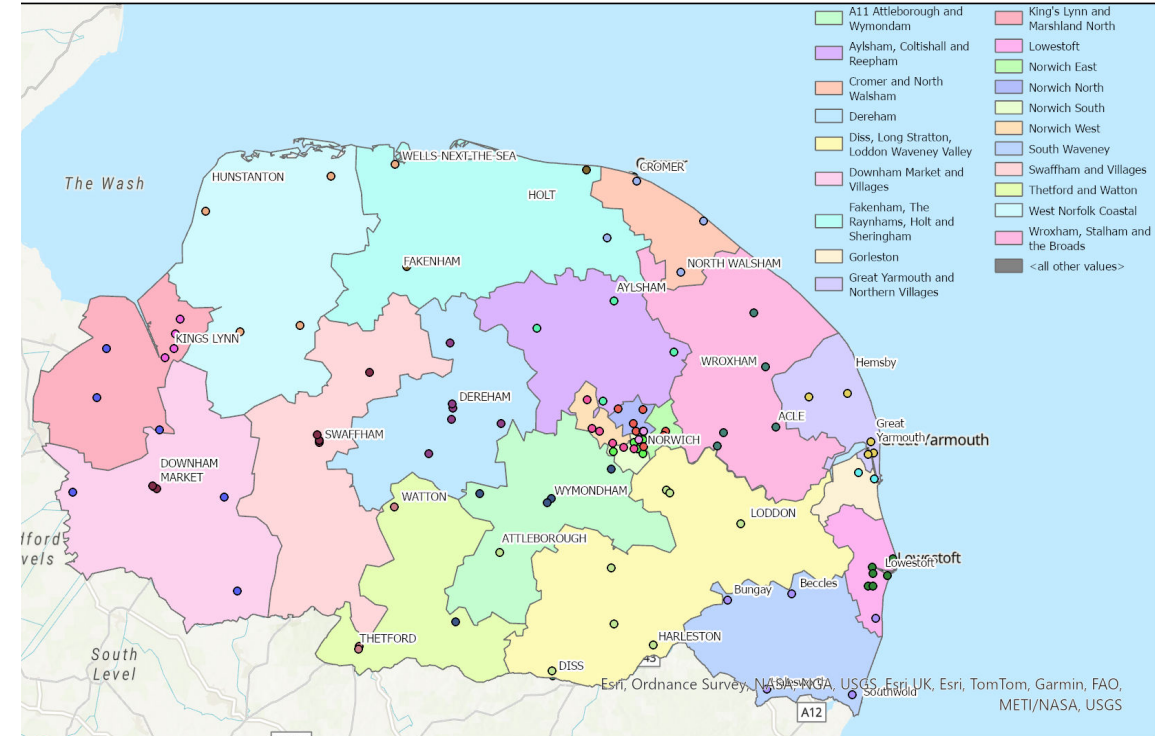 A11 Attleborough and
Wymondam
Aylsham, Coltishall and
Reepham
Cromer and North
Walsham
Dereham
Diss, Long Stratton,
Loddon Waveney Valley
Downham Market and
Villages
Fakenham, The
Raynhams, Holt and
Sheringham
Gorleston
Great Yarmouth and
Northern Villages
King's Lynn and
Marshland North
Lowestoft
Norwich East
Norwich North
Norwich South
Norwich West
South Waveney
Swaffham and Villages
Thetford and Watton
West Norfolk Coastal
Wroxham, Stalham and
the Broads
<all other values>
The Wash
HUNSTANTON
WELLS-NEXT-THE-SEA
CROMER
HOLT
FAKENHAM
NORTH WALSHAM
AYLSHAM
KINGS LYNN
WROXHAM
Hemsby
DEREHAM
ACLE
SWAFFHAM
NORWICH
Great
Yarmouth
Great Yarmouth
DOWNHAM
MARKET
WATTON
WYMONDHAM
LODDON
ATTLEBOROUGH
Lowestoft
Lowestoft
Bungay
Beccles
THETFORD
HARLESTON
South
Level
DISS
Southwold
A12
Esri, Ordnance Survey, NASA, NGA, USGS, Esri UK, Esri, TomTom, Garmin, FAO,
METI/NASA, USGS